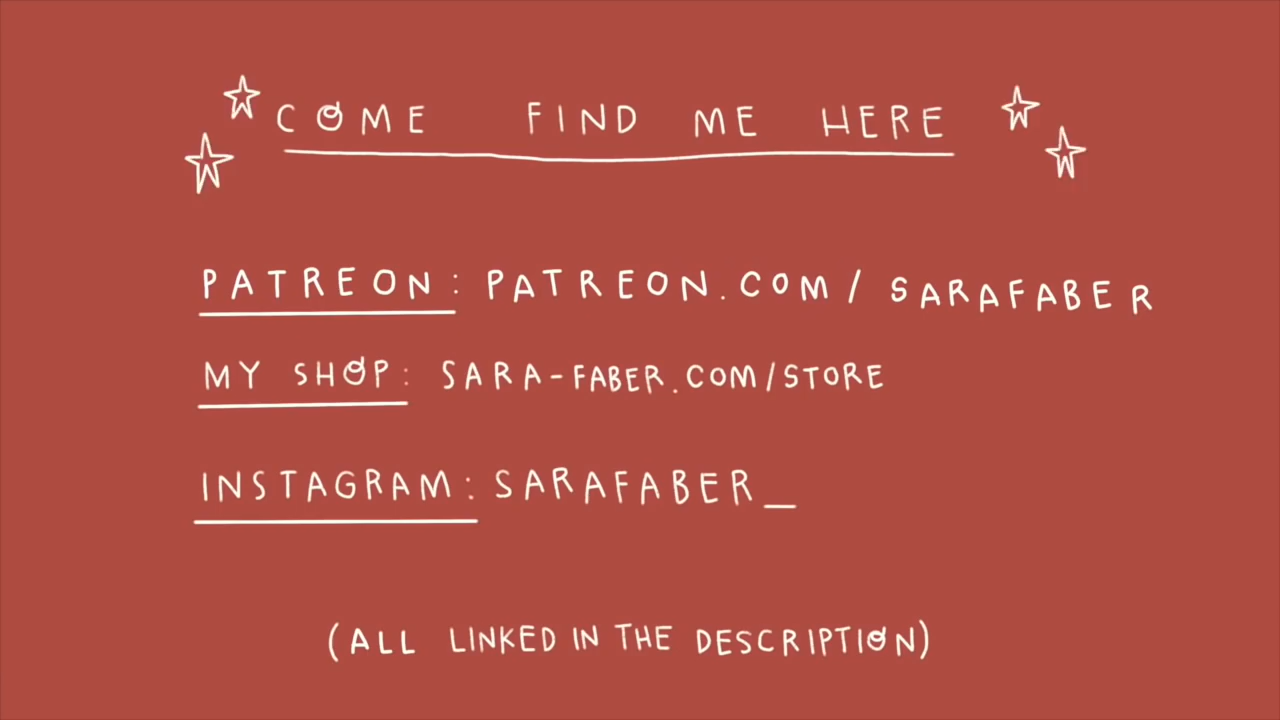 COME FIND ME HERE
PATREON: PATREON.COM/ SARAFABER
MY SHOP: SARA-FABER.COM/STORE
INSTAGRAM: SARAFABER_
(ALL LINKED IN THE DESCRIPTION)